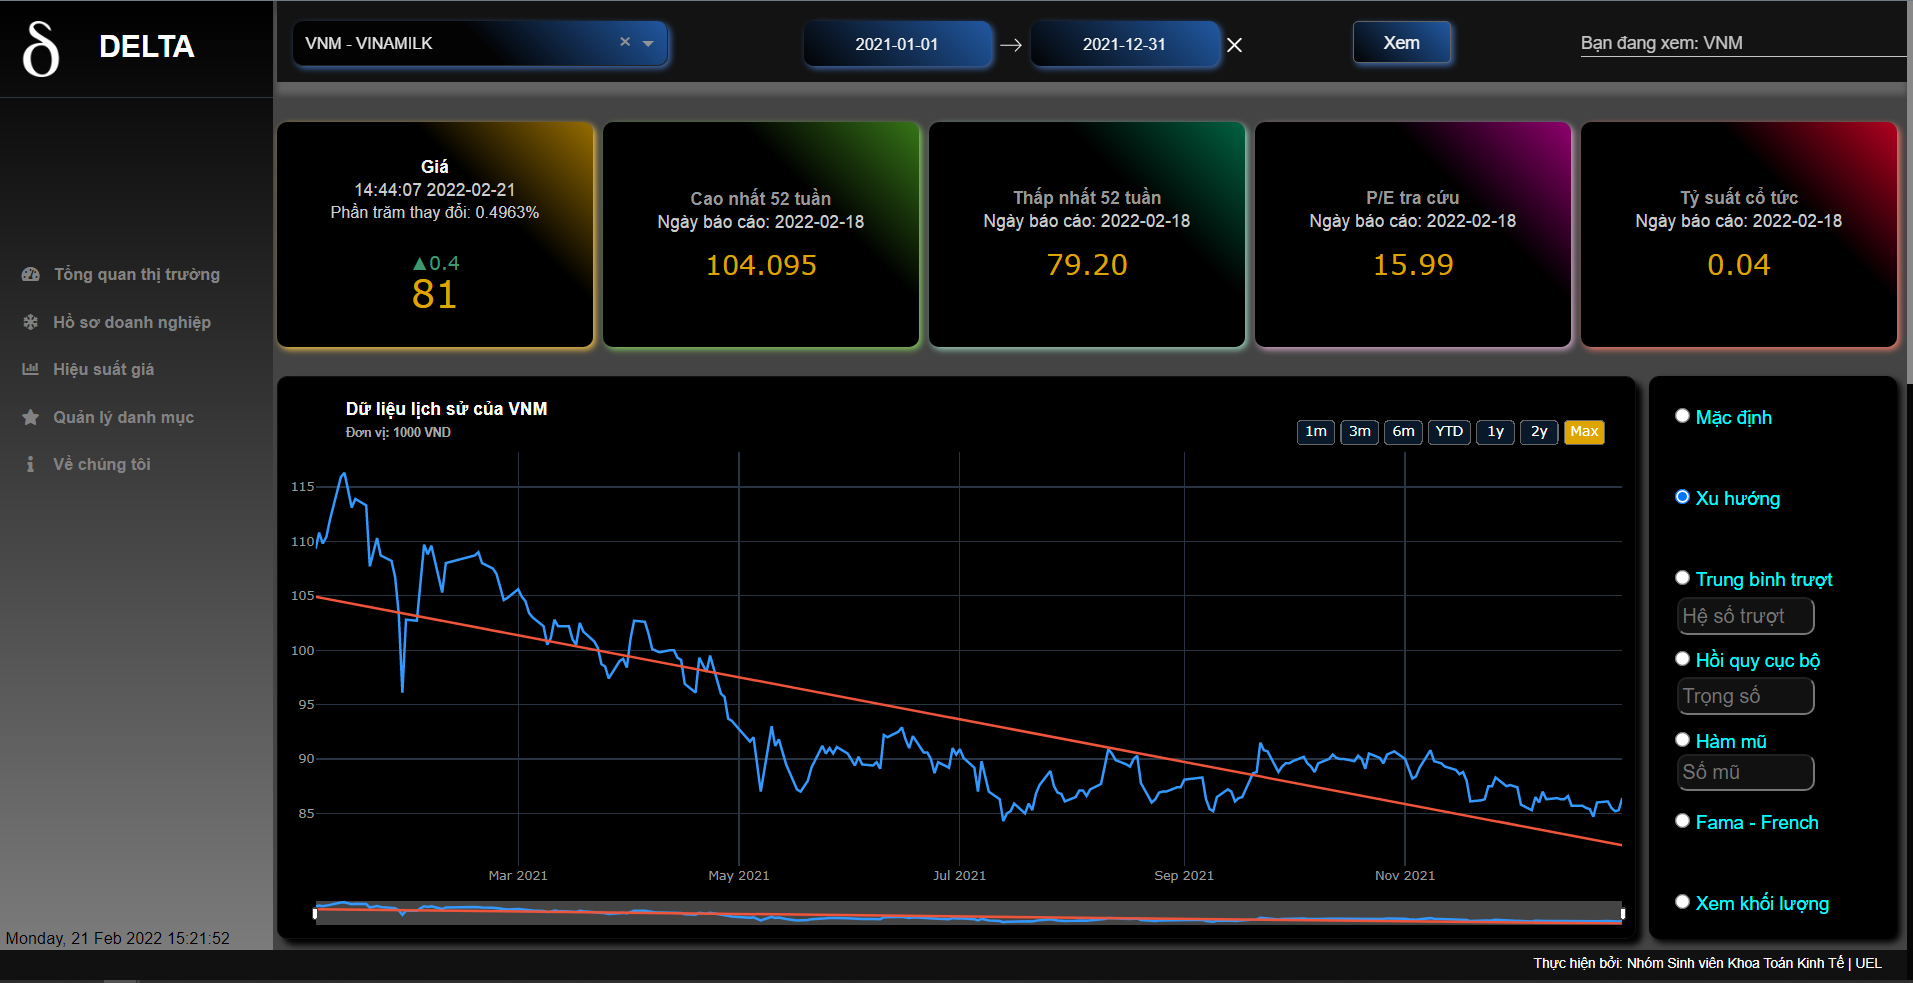 δ DELTA
VNM - VINAMILK × 
2021-01-01 → 2021-12-31 ×
Xem
Bạn đang xem: VNM
Tổng quan thị trường
Hồ sơ doanh nghiệp
Hiệu suất giá
Quản lý danh mục
Về chúng tôi
Monday, 21 Feb 2022 15:21:52
Giá
14:44:07 2022-02-21
Phần trăm thay đổi: 0.4963%
▲0.4
81
Cao nhất 52 tuần
Ngày báo cáo: 2022-02-18
104.095
Thấp nhất 52 tuần
Ngày báo cáo: 2022-02-18
79.20
P/E tra cứu
Ngày báo cáo: 2022-02-18
15.99
Tỷ suất cổ tức
Ngày báo cáo: 2022-02-18
0.04
Dữ liệu lịch sử của VNM
Đơn vị: 1000 VND
1m 3m 6m YTD 1y 2y Max
115
110
105
100
95
90
85
Mar 2021 May 2021 Jul 2021 Sep 2021 Nov 2021
Mặc định
Xu hướng
Trung bình trượt
Hệ số trượt
Hồi quy cục bộ
Trọng số
Hàm mũ
Số mũ
Fama - French
Xem khối lượng
Thực hiện bởi: Nhóm Sinh viên Khoa Toán Kinh Tế | UEL